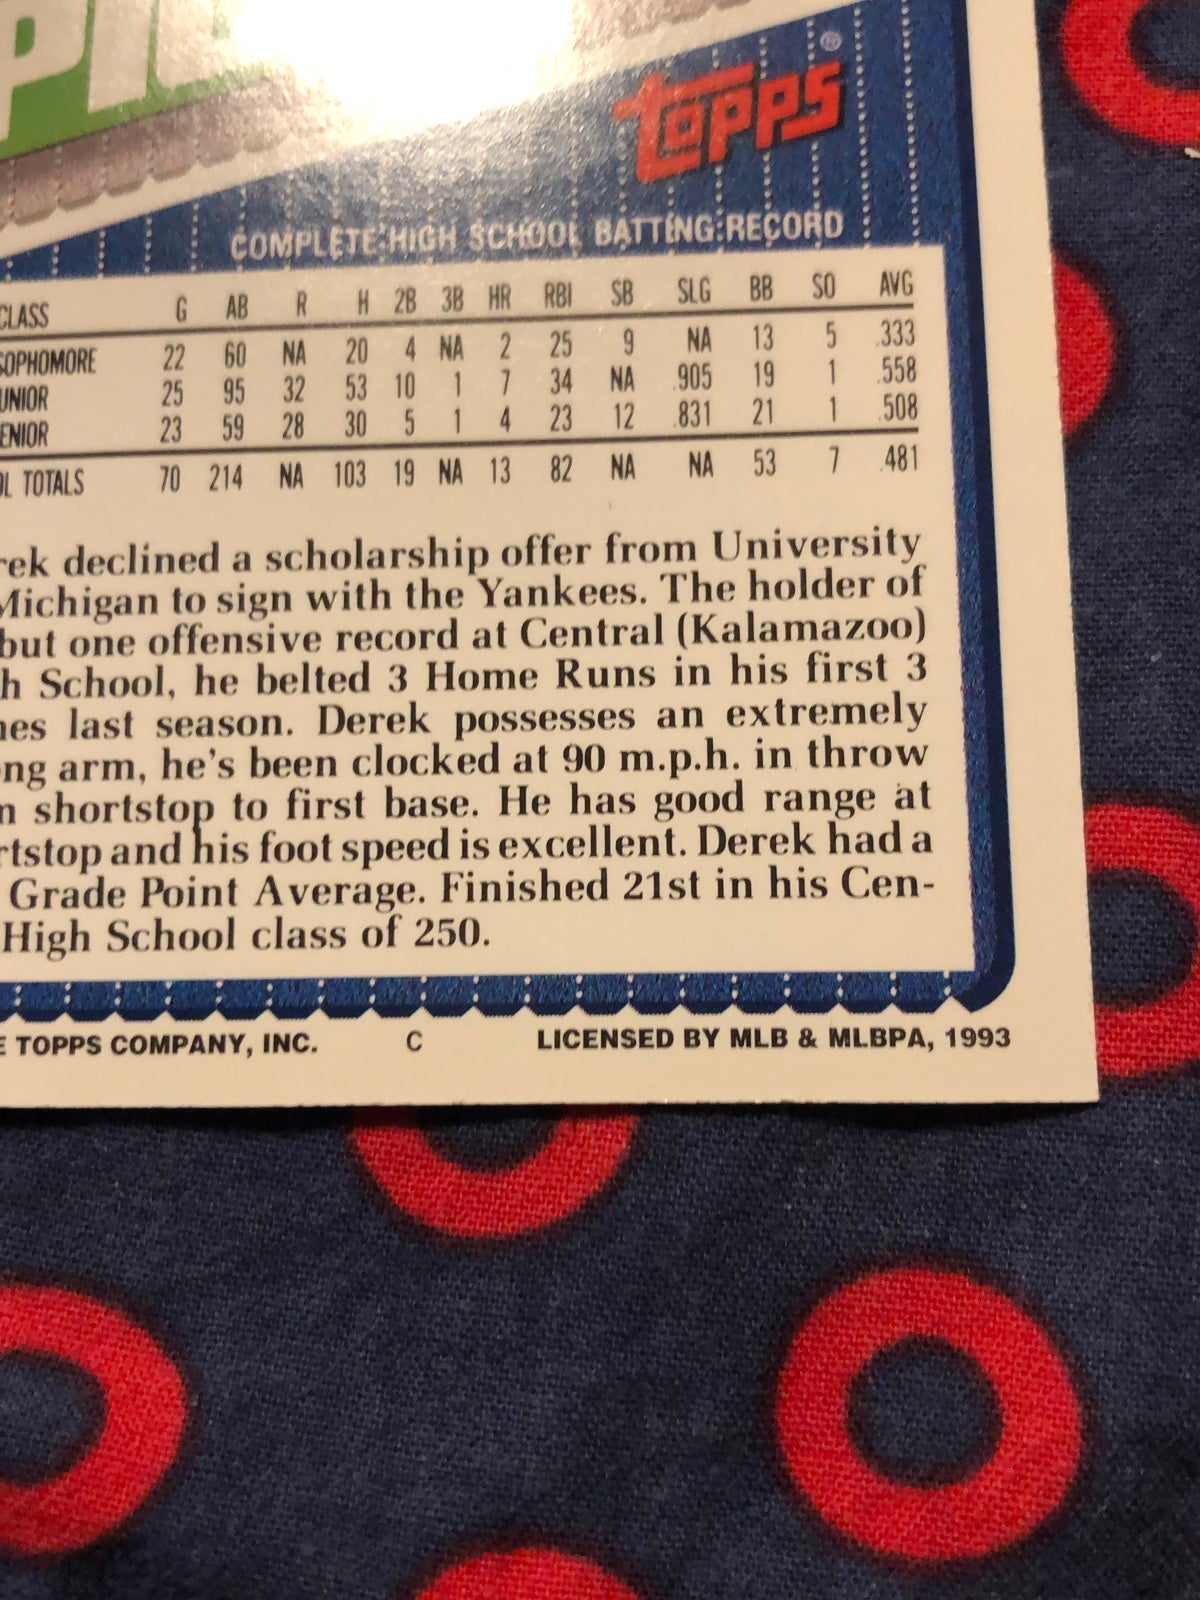 PI
Topps®
COMPLETE HIGH SCHOOL BATTING RECORD
CLASS G AB R H 2B 3B HR RBI SB SLG BB SO AVG
SOPHOMORE 22 60 NA 20 4 NA 2 25 9 NA 13 5 .333
UNIOR 25 95 32 53 10 1 7 34 NA .905 19 1 .558
ENIOR 23 59 28 30 5 1 4 23 12 .831 21 1 .508
OL TOTALS 70 214 NA 103 19 NA 13 82 NA NA 53 7 .481
rek declined a scholarship offer from University
Michigan to sign with the Yankees. The holder of
but one offensive record at Central (Kalamazoo)
h School, he belted 3 Home Runs in his first 3
nes last season. Derek possesses an extremely
ng arm, he's been clocked at 90 m.p.h. in throw
n shortstop to first base. He has good range at
rtstop and his foot speed is excellent. Derek had a
Grade Point Average. Finished 21st in his Cen-
High School class of 250.
E TOPPS COMPANY, INC. C LICENSED BY MLB & MLBPA, 1993